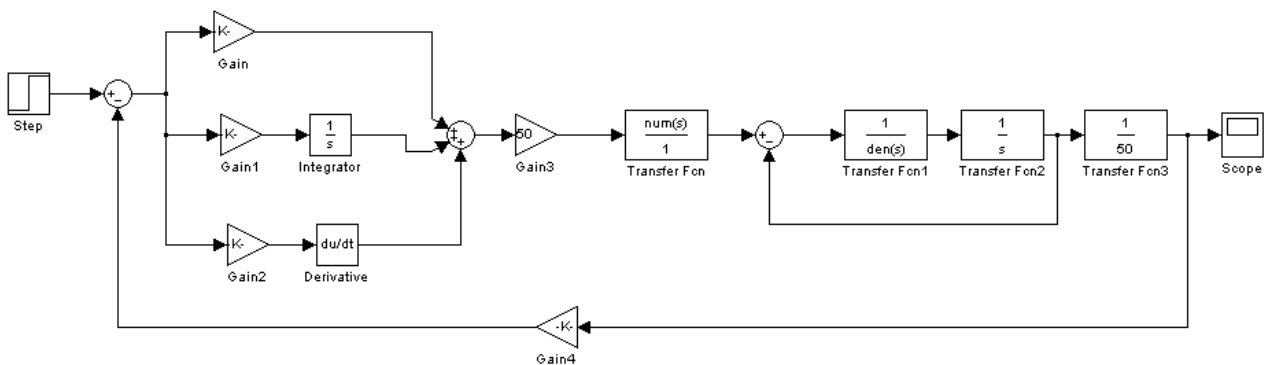 Step
+
-
K-
Gain
K-
Gain1
1
s
Integrator
K-
Gain2
du/dt
Derivative
+
+
+
50
Gain3
num(s)
1
Transfer Fcn
+
-
1
den(s)
Transfer Fcn1
1
s
Transfer Fcn2
1
50
Transfer Fcn3
Scope
-K-
Gain4